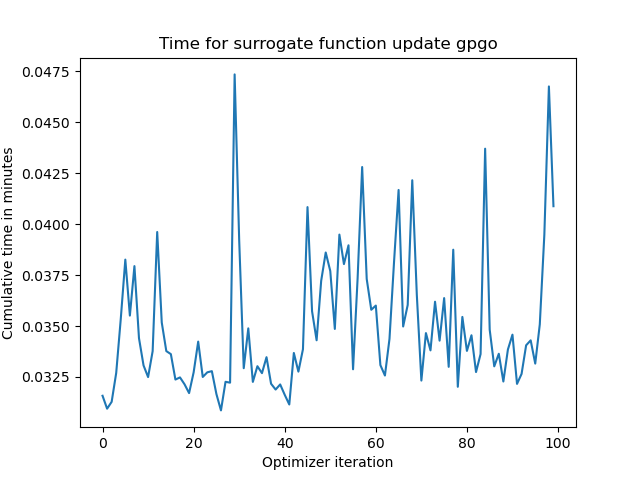 Time for surrogate function update gpgo
Cumulative time in minutes
0.0475
0.0450
0.0425
0.0400
0.0375
0.0350
0.0325
0 20 40 60 80 100
Optimizer iteration